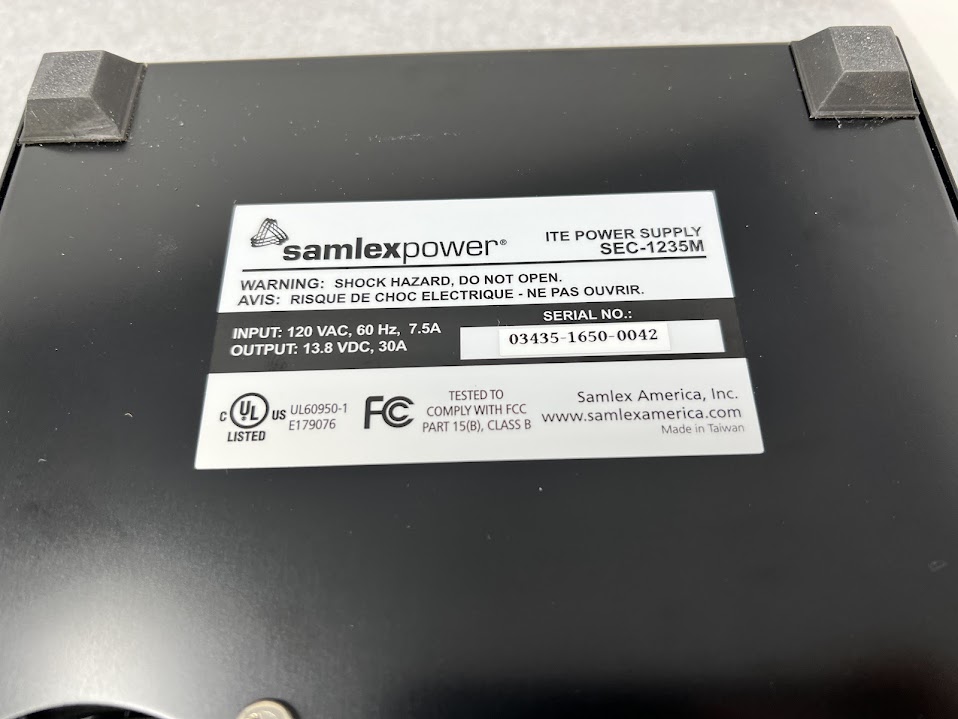 samlexpower®
ITE POWER SUPPLY
SEC-1235M
WARNING: SHOCK HAZARD, DO NOT OPEN.
AVIS: RISQUE DE CHOC ELECTRIQUE - NE PAS OUVRIR.
INPUT: 120 VAC, 60 Hz, 7.5A
OUTPUT: 13.8 VDC, 30A
SERIAL NO.:
03435-1650-0042
C UL US
LISTED
UL60950-1
E179076
FC
TESTED TO
COMPLY WITH FCC
PART 15(B), CLASS B
Samlex America, Inc.
www.samlexamerica.com
Made in Taiwan